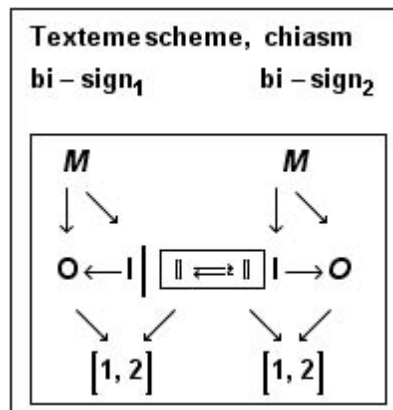 Texteme scheme, chiasm
bi – sign₁ bi – sign₂
M M
O ← I | || ⇌ || I → O
[1, 2] [1, 2]